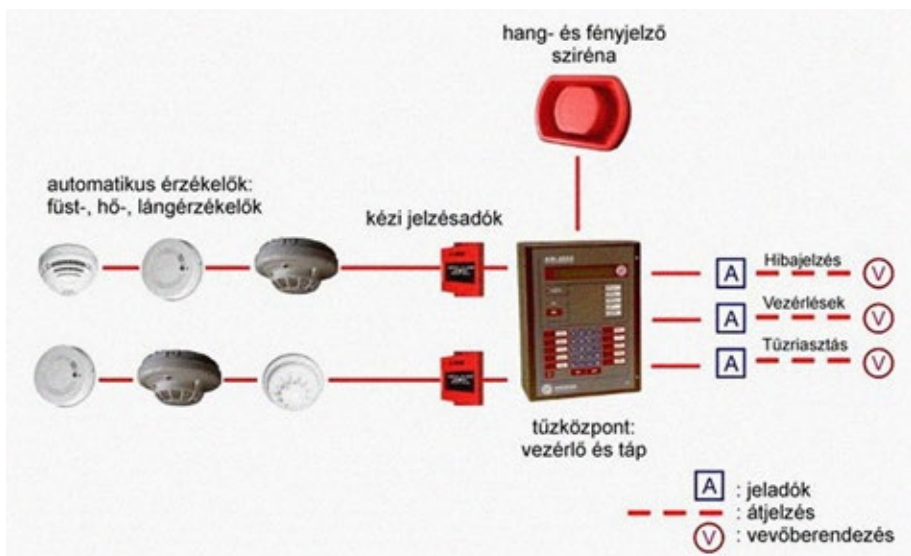 hang- és fényjelző
sziréna
automatikus érzékelők:
füst-, hő-, lángérzékelők
kézi jelzésadók
A
Hibajelzés
V
A
Vezérlések
V
A
Tűzriasztás
V
tűzközpont:
vezérlő és táp
A : jeladók
: átjelzés
V : vevőberendezés